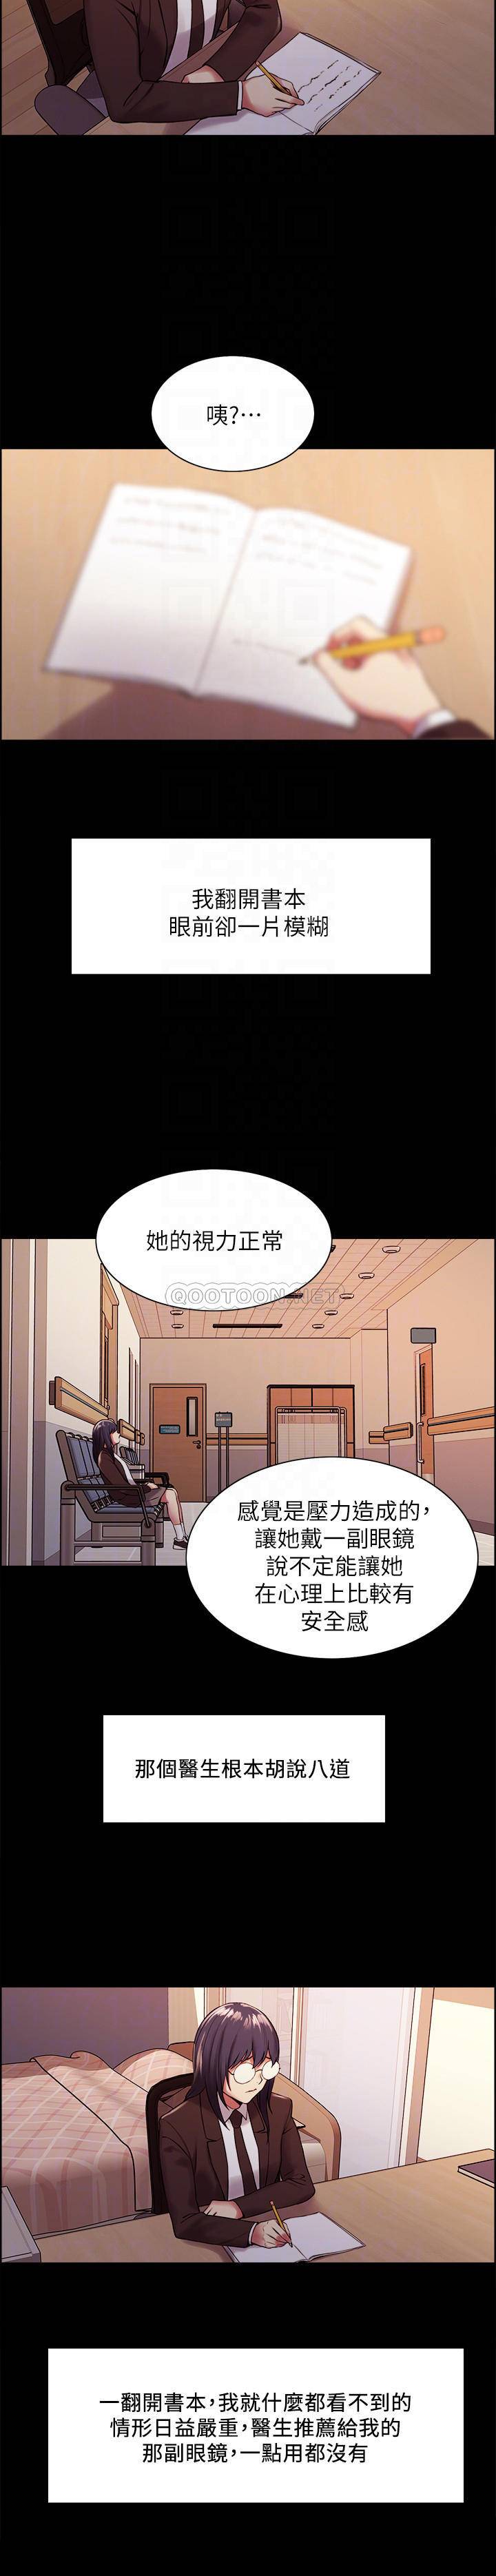 咦?⋯
我翻開書本
眼前卻一片模糊
她的視力正常
QOOTOON.NET
感覺是壓力造成的，
讓她戴一副眼鏡
說不定能讓她
在心理上比較有
安全感
那個醫生根本胡說八道
一翻開書本，我就什麼都看不到的
情形日益嚴重，醫生推薦給我的
那副眼鏡，一點用都沒有